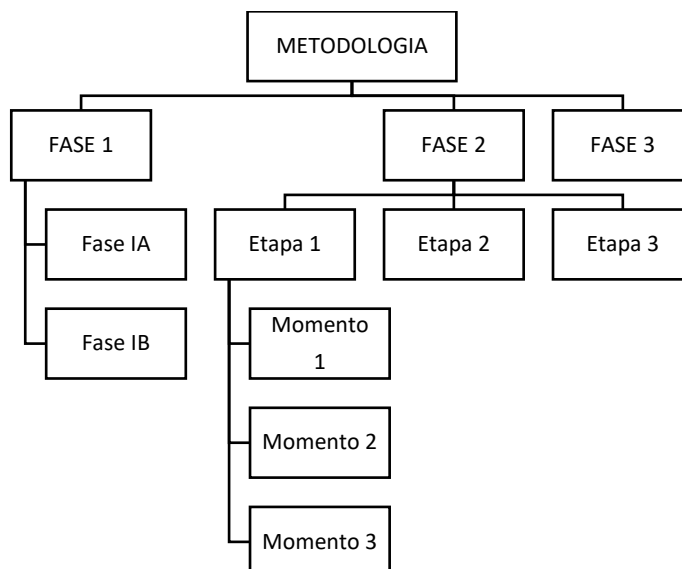 METODOLOGIA
FASE 1
FASE 2
FASE 3
Fase IA
Etapa 1
Etapa 2
Etapa 3
Fase IB
Momento
1
Momento 2
Momento 3